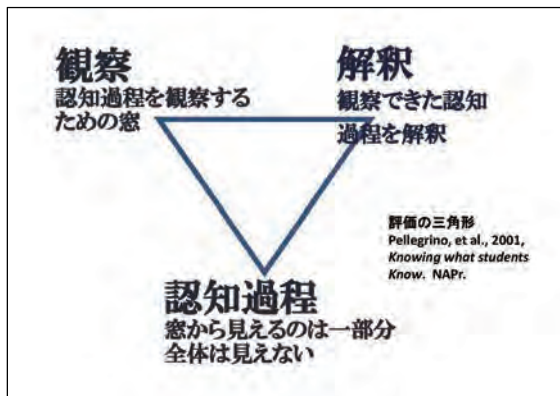 観察
認知過程を観察する
ための窓
解釈
観察できた認知
過程を解釈
評価の三角形
Pellegrino, et al., 2001,
Knowing what students
Know. NAPr.
認知過程
窓から見えるのは一部分
全体は見えない